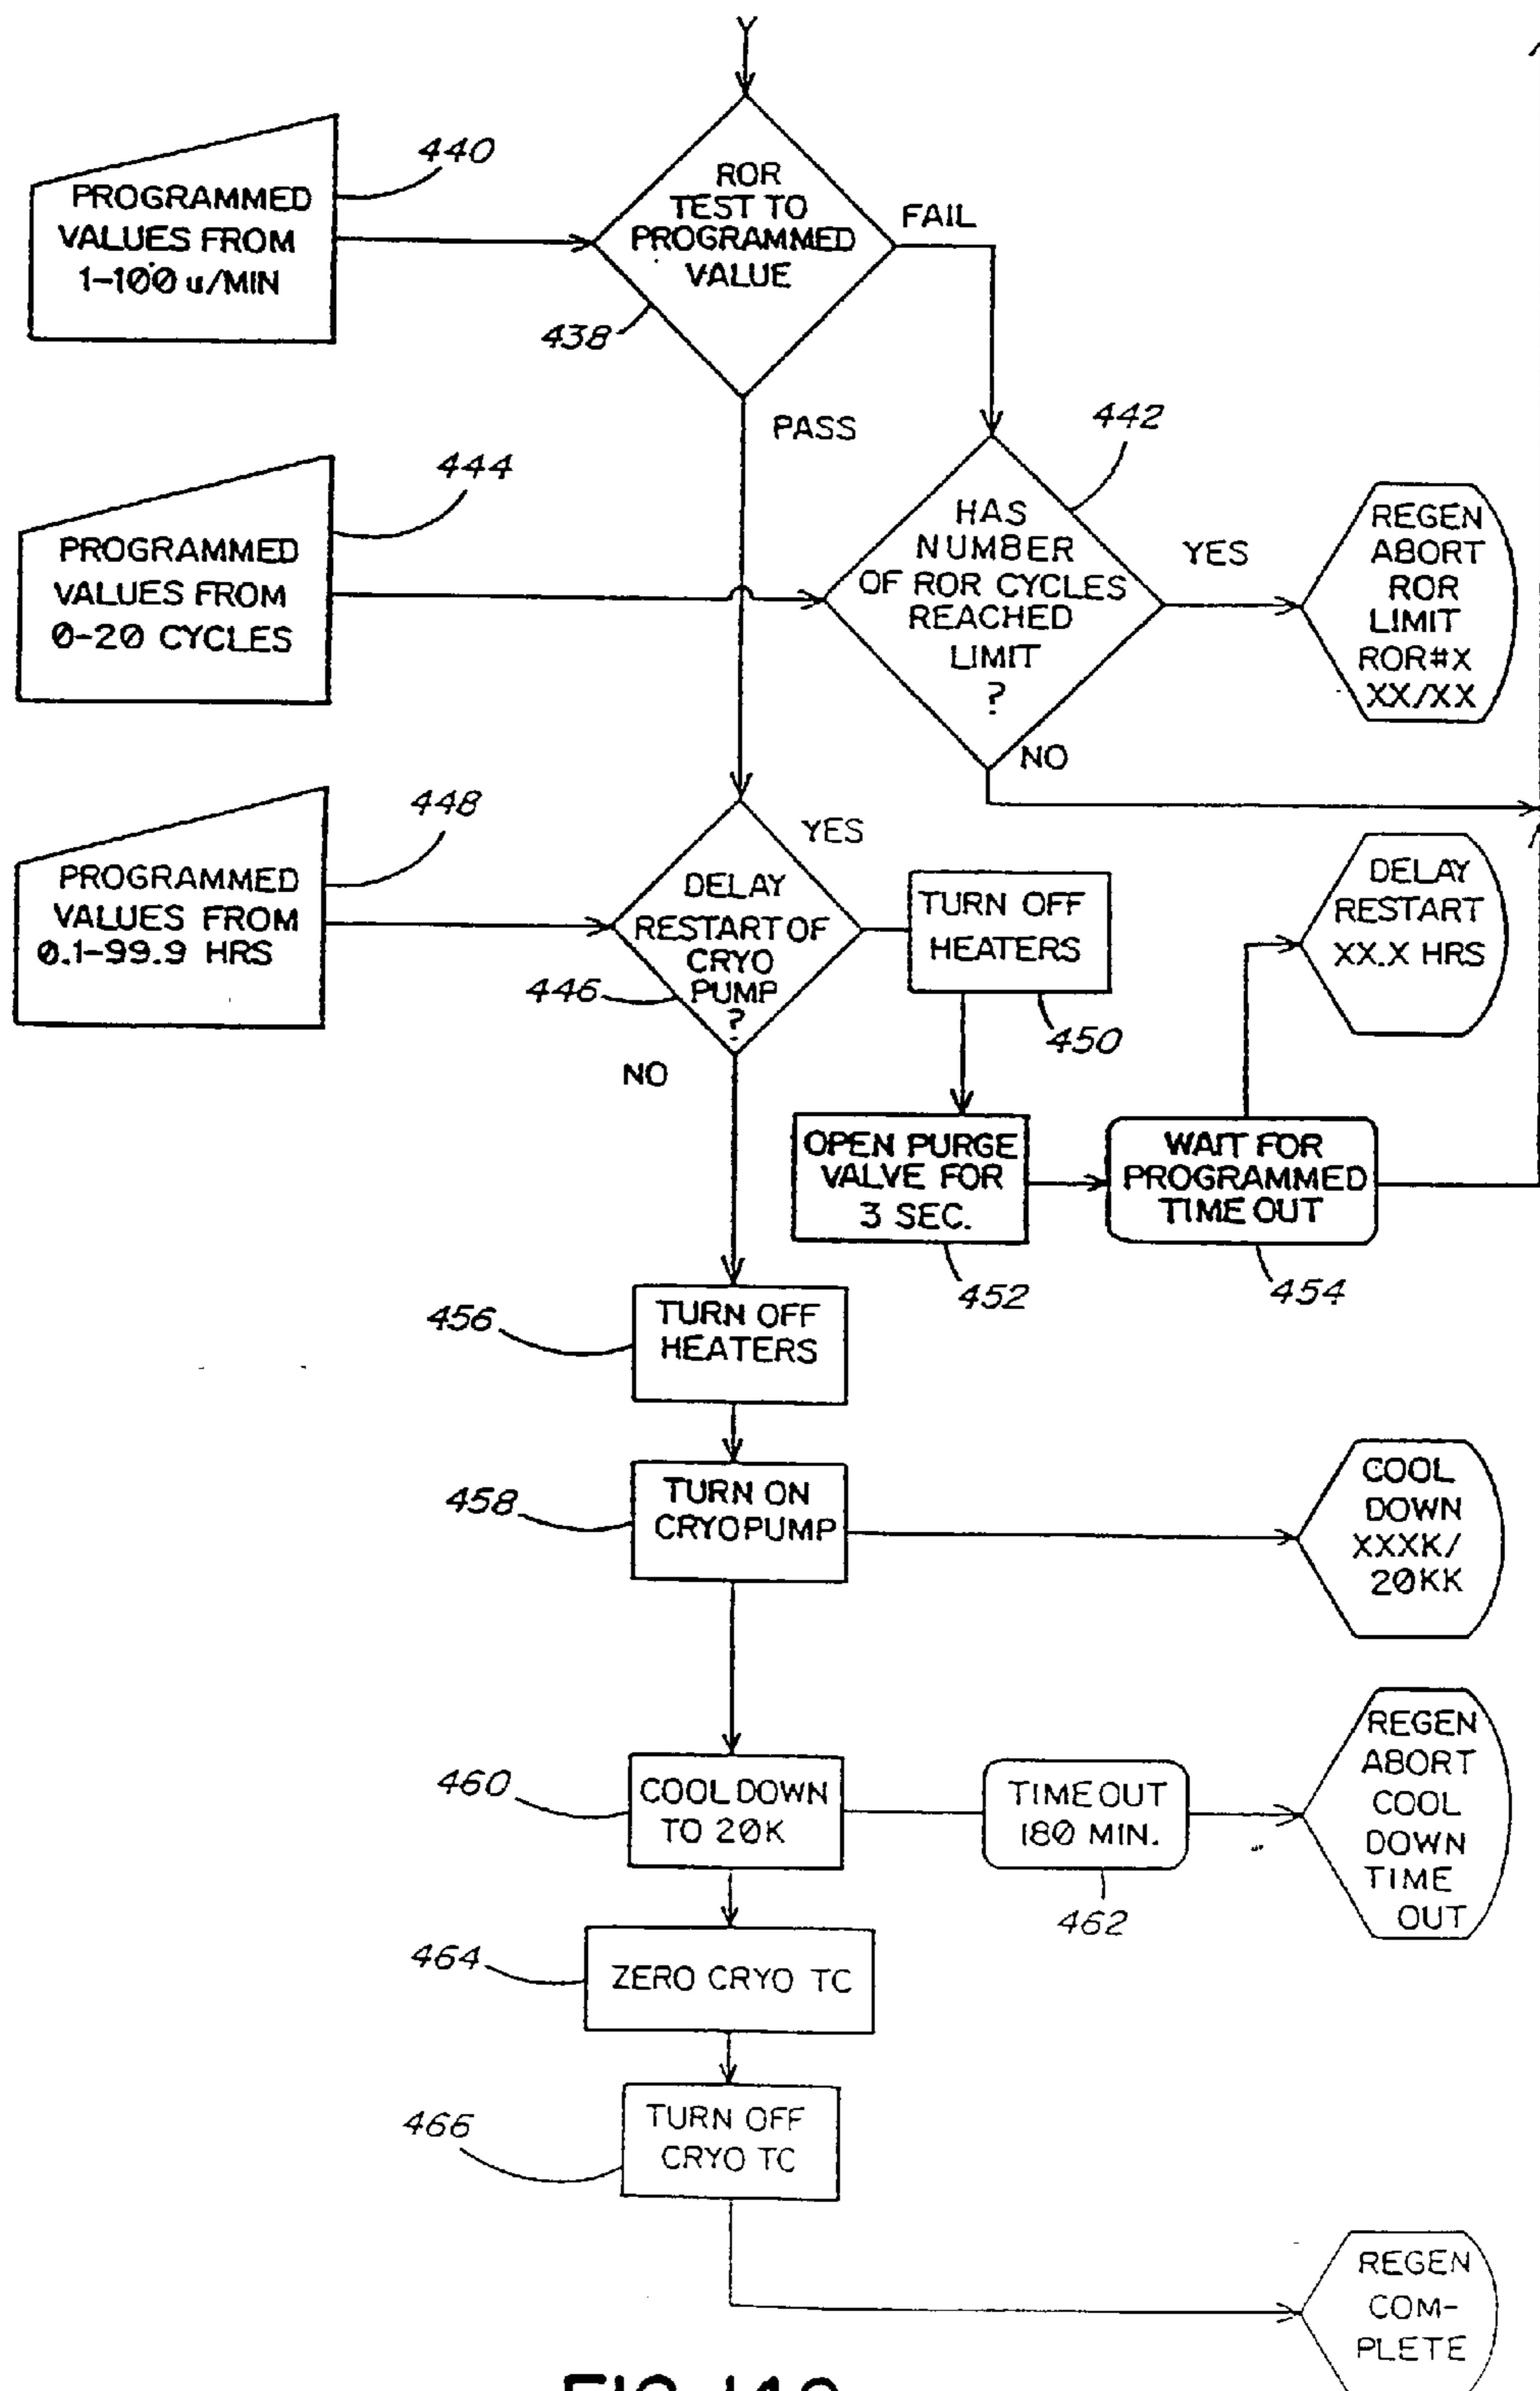 Y
440
PROGRAMMED
VALUES FROM
1-100 u/MIN
ROR
TEST TO
PROGRAMMED
VALUE
FAIL
438
PASS
442
444
PROGRAMMED
VALUES FROM
0-20 CYCLES
HAS
NUMBER
OF ROR CYCLES
REACHED
LIMIT
?
YES
REGEN
ABORT
ROR
LIMIT
ROR#X
XX/XX
NO
448
PROGRAMMED
VALUES FROM
0.1-99.9 HRS
YES
DELAY
RESTART OF
CRYO
PUMP
?
446
NO
TURN OFF
HEATERS
450
DELAY
RESTART
XX.X HRS
OPEN PURGE
VALVE FOR
3 SEC.
452
WAIT FOR
PROGRAMMED
TIME OUT
454
456
TURN OFF
HEATERS
458
TURN ON
CRYOPUMP
COOL
DOWN
XXXK/
20KK
460
COOL DOWN
TO 20K
TIME OUT
180 MIN.
462
REGEN
ABORT
COOL
DOWN
TIME
OUT
464
ZERO CRYO TC
466
TURN OFF
CRYO TC
REGEN
COM-
PLETE